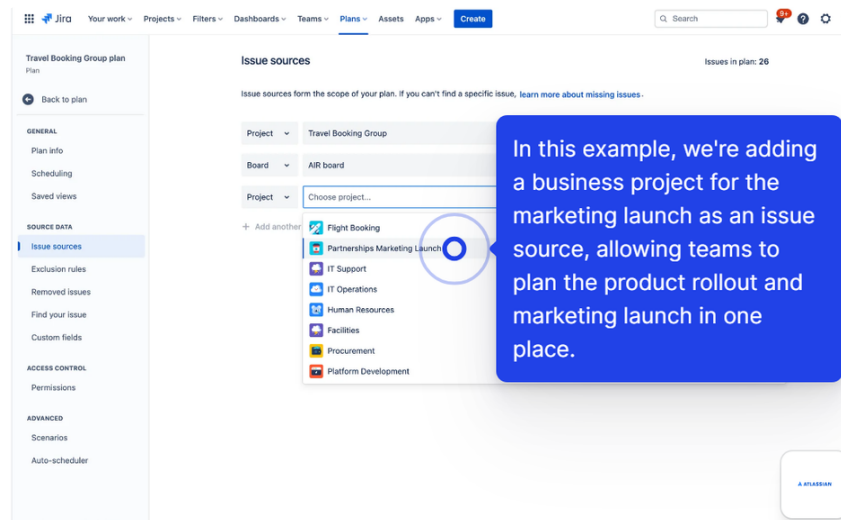 Jira Your work Projects Filters Dashboards Teams Plans Assets Apps Create Search 9+
Travel Booking Group plan
Plan
Back to plan
GENERAL
Plan info
Scheduling
Saved views
SOURCE DATA
Issue sources
Exclusion rules
Removed issues
Find your issue
Custom fields
ACCESS CONTROL
Permissions
ADVANCED
Scenarios
Auto-scheduler
Issue sources
Issues in plan: 26
Issue sources form the scope of your plan. If you can't find a specific issue, learn more about missing issues.
Project Travel Booking Group
Board AIR board
Project Choose project...
+ Add another
Flight Booking
Partnerships Marketing Launch
IT Support
IT Operations
Human Resources
Facilities
Procurement
Platform Development
In this example, we're adding
a business project for the
marketing launch as an issue
source, allowing teams to
plan the product rollout and
marketing launch in one
place.
ATLASSIAN